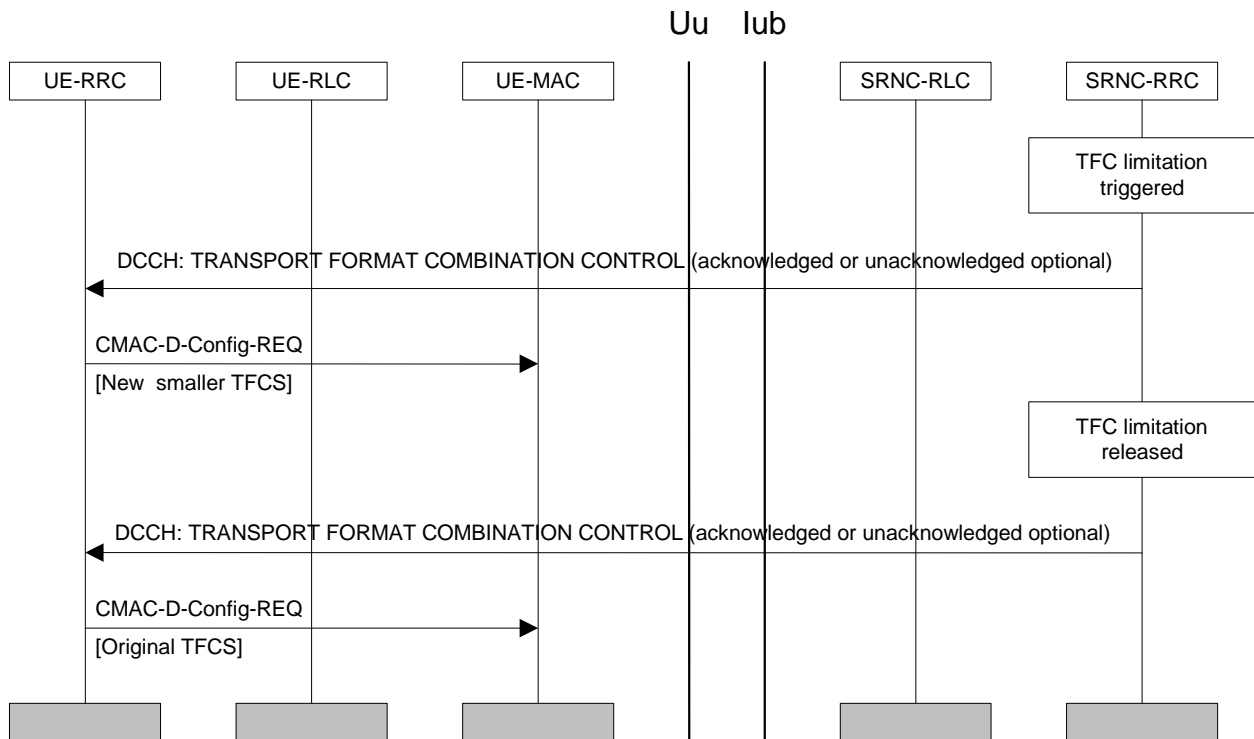 Uu Iub
UE-RRC UE-RLC UE-MAC SRNC-RLC SRNC-RRC
TFC limitation
triggered
DCCH: TRANSPORT FORMAT COMBINATION CONTROL (acknowledged or unacknowledged optional)
CMAC-D-Config-REQ
[New smaller TFCS]
TFC limitation
released
DCCH: TRANSPORT FORMAT COMBINATION CONTROL (acknowledged or unacknowledged optional)
CMAC-D-Config-REQ
[Original TFCS]